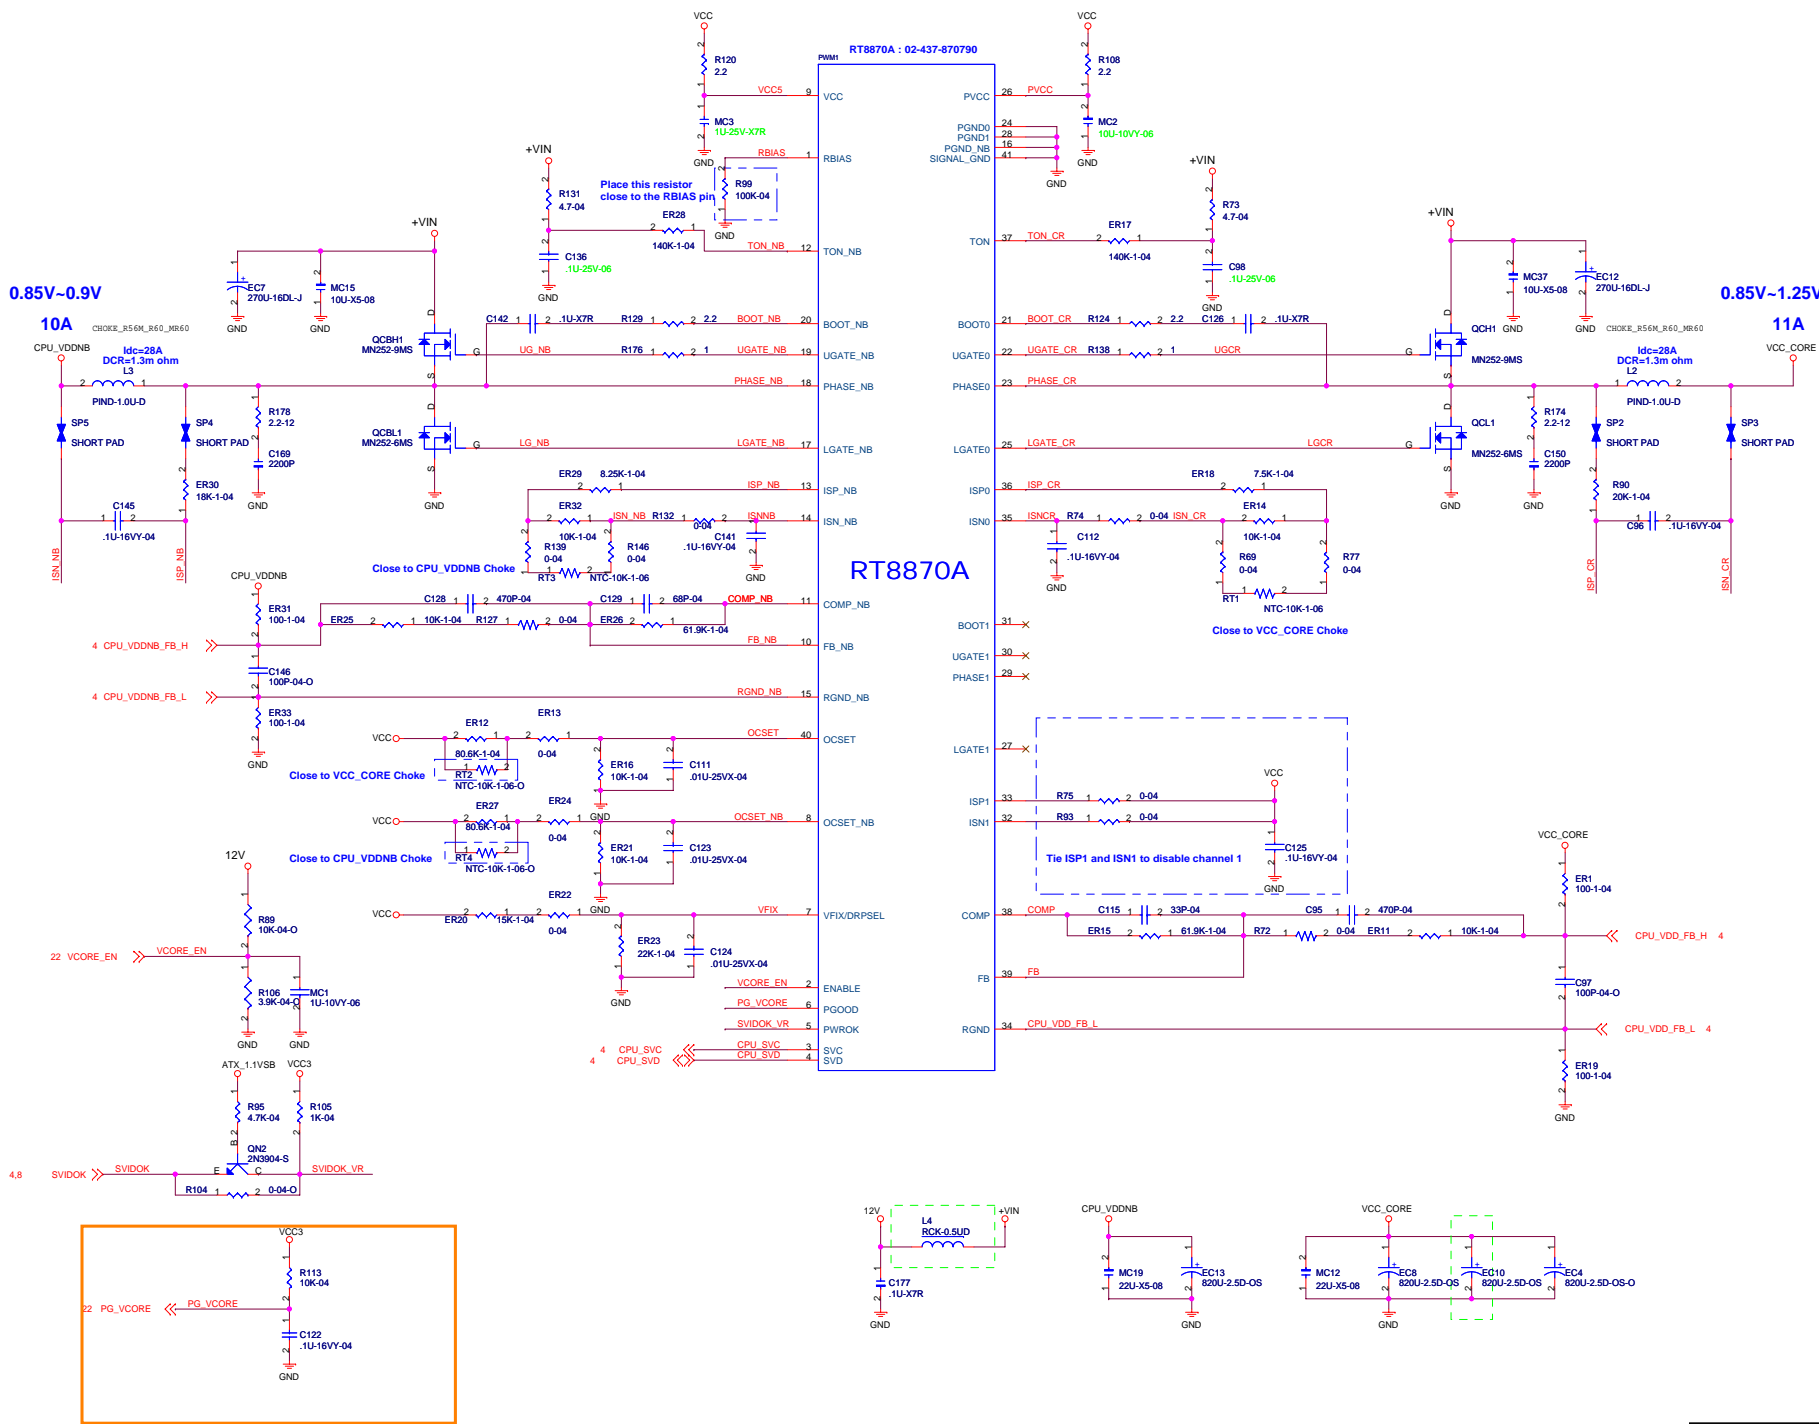 RT8870A : 02-437-870790
PWM1
RT8870A
VCC
R120
2.2
VCC5
9
VCC
MC3
1U-25V-X7R
GND
RBIAS
1
RBIAS
Place this resistor
close to the RBIAS pin
R99
100K-04
GND
+VIN
R131
4.7-04
ER28
140K-1-04
TON_NB
12
TON_NB
C136
.1U-25V-06
GND
+VIN
EC7
270U-16DL-J
MC15
10U-X5-08
GND
GND
0.85V~0.9V
10A
CHOKE_R56M_R60_MR60
CPU_VDDNB
Idc=28A
DCR=1.3m ohm
L3
PIND-1.0U-D
QCBH1
MN252-9MS
C142
.1U-X7R
R129
2.2
BOOT_NB
20
BOOT_NB
UG_NB
R176
1
UGATE_NB
19
UGATE_NB
PHASE_NB
18
PHASE_NB
SP5
SHORT PAD
SP4
SHORT PAD
R178
2.2-12
C169
2200P
GND
QCBL1
MN252-6MS
GND
LG_NB
LGATE_NB
17
LGATE_NB
ER30
18K-1-04
C145
.1U-16VY-04
ISN_NB
ISP_NB
ER29
8.25K-1-04
ISP_NB
13
ISP_NB
ER32
10K-1-04
ISN_NB
R132
0-04
ISNNB
14
ISN_NB
R139
0-04
R146
0-04
C141
.1U-16VY-04
GND
Close to CPU_VDDNB Choke
RT3
NTC-10K-1-06
CPU_VDDNB
ER31
100-1-04
C128
470P-04
C129
68P-04
COMP_NB
11
COMP_NB
ER25
10K-1-04
R127
0-04
ER26
61.9K-1-04
4 CPU_VDDNB_FB_H
FB_NB
10
FB_NB
C146
100P-04-O
4 CPU_VDDNB_FB_L
RGND_NB
15
RGND_NB
ER33
100-1-04
GND
VCC
ER12
80.6K-1-04
ER13
0-04
OCSET
40
OCSET
Close to VCC_CORE Choke
RT2
NTC-10K-1-06-O
ER16
10K-1-04
C111
.01U-25VX-04
GND
VCC
ER27
80.6K-1-04
ER24
0-04
OCSET_NB
8
OCSET_NB
Close to CPU_VDDNB Choke
RT4
NTC-10K-1-06-O
ER21
10K-1-04
C123
.01U-25VX-04
GND
VCC
ER20
15K-1-04
ER22
0-04
VFIX
7
VFIX/DRPSEL
ER23
22K-1-04
C124
.01U-25VX-04
GND
12V
R89
10K-04-O
22 VCORE_EN
VCORE_EN
R106
3.9K-04-O
MC1
1U-10VY-06
GND
GND
VCORE_EN
2
ENABLE
PG_VCORE
6
PGOOD
SVIDOK_VR
5
PWROK
4 CPU_SVC
CPU_SVC
3
SVC
4 CPU_SVD
CPU_SVD
4
SVD
ATX_1.1VSB
VCC3
R95
4.7K-04
R105
1K-04
QN2
2N3904-S
4,8 SVIDOK
SVIDOK
E
B
C
SVIDOK_VR
R104
0-04-O
VCC3
R113
10K-04
22 PG_VCORE
PG_VCORE
C122
.1U-16VY-04
GND
VCC
R108
2.2
PVCC
26
PVCC
MC2
10U-10VY-06
GND
PGND0
24
PGND1
28
PGND_NB
16
SIGNAL_GND
41
GND
+VIN
R73
4.7-04
TON
37
TON_CR
ER17
140K-1-04
C98
.1U-25V-06
GND
+VIN
MC37
10U-X5-08
EC12
270U-16DL-J
GND
GND
0.85V~1.25V
11A
CHOKE_R56M_R60_MR60
VCC_CORE
Idc=28A
DCR=1.3m ohm
L2
PIND-1.0U-D
BOOT0
21
BOOT_CR
R124
2.2
C126
.1U-X7R
QCH1
MN252-9MS
UGATE0
22
UGATE_CR
R138
1
UGCR
PHASE0
23
PHASE_CR
LGATE0
25
LGATE_CR
LGCR
QCL1
MN252-6MS
GND
R174
2.2-12
C150
2200P
GND
SP2
SHORT PAD
SP3
SHORT PAD
R90
20K-1-04
C96
.1U-16VY-04
ISP_CR
ISN_CR
ISP0
36
ISP_CR
ER18
7.5K-1-04
ISN0
35
ISNCR
R74
0-04
ISN_CR
ER14
10K-1-04
C112
.1U-16VY-04
GND
R69
0-04
R77
0-04
RT1
NTC-10K-1-06
Close to VCC_CORE Choke
BOOT1
31
UGATE1
30
PHASE1
29
LGATE1
27
ISP1
33
R75
0-04
VCC
ISN1
32
R93
0-04
C125
.1U-16VY-04
GND
Tie ISP1 and ISN1 to disable channel 1
COMP
38
COMP
C115
33P-04
C95
470P-04
ER15
61.9K-1-04
R72
0-04
ER11
10K-1-04
FB
39
FB
VCC_CORE
ER1
100-1-04
CPU_VDD_FB_H 4
C97
100P-04-O
RGND
34
CPU_VDD_FB_L
CPU_VDD_FB_L 4
ER19
100-1-04
GND
12V
L4
RCK-0.5UD
+VIN
C177
.1U-X7R
GND
CPU_VDDNB
MC19
22U-X5-08
EC13
820U-2.5D-OS
GND
VCC_CORE
MC12
22U-X5-08
EC8
820U-2.5D-OS
EC10
820U-2.5D-OS
EC4
820U-2.5D-OS-O
GND